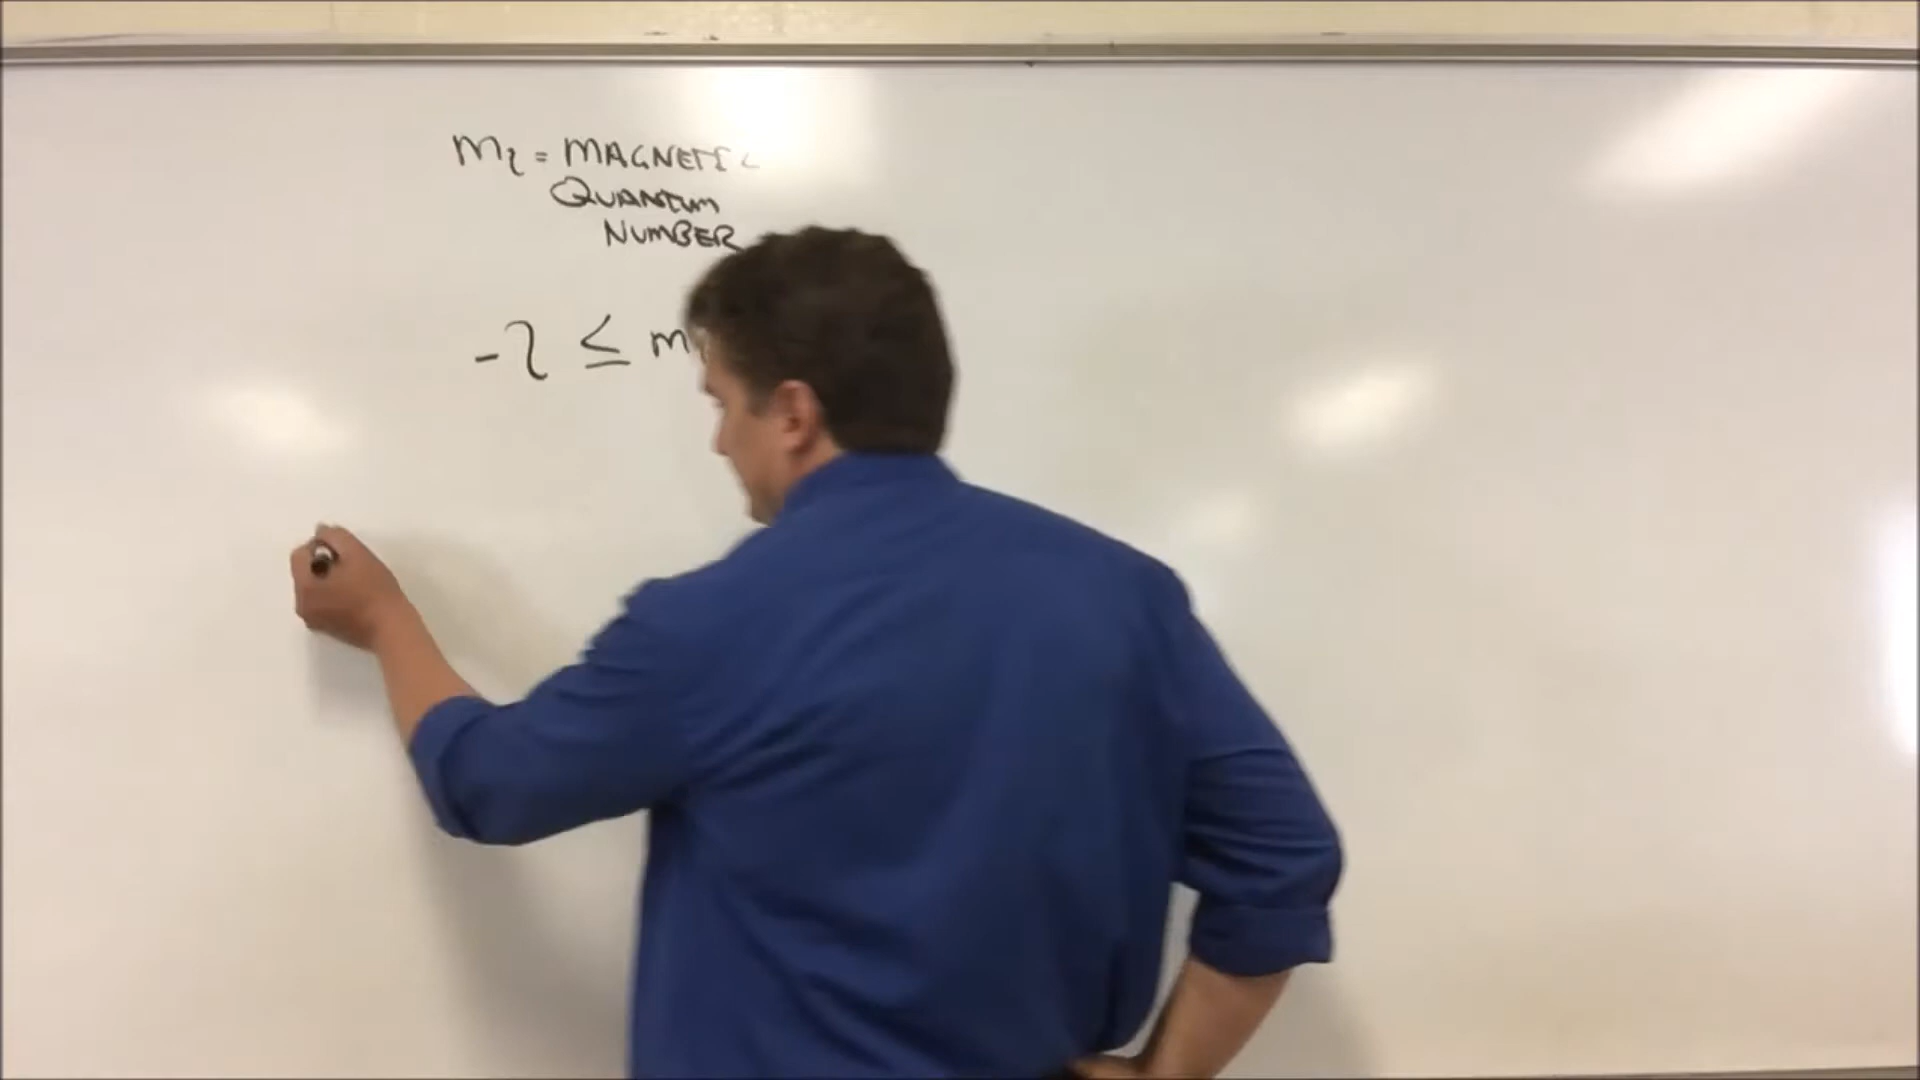 mℓ = MAGNETIC
QUANTUM
NUMBER
-ℓ ≤ m